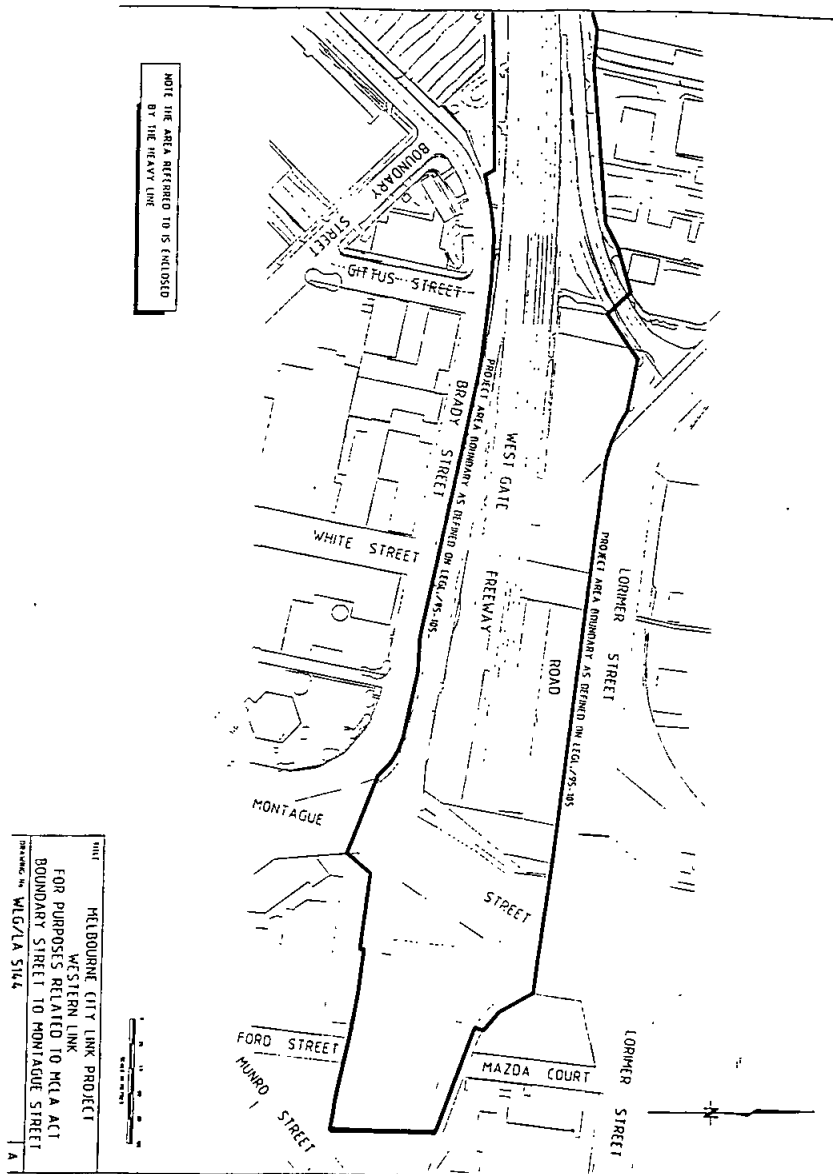 NOTE THE AREA REFERRED TO IS ENCLOSED
BY THE HEAVY LINE
BOUNDARY
STREET
GITTUS STREET
BRADY
STREET
PROJECT AREA BOUNDARY AS DEFINED ON LEGL./95-105.
WEST GATE
FREEWAY
WHITE STREET
ROAD
LORIMER
STREET
PROJECT AREA BOUNDARY AS DEFINED ON LEGL./95-105
MONTAGUE
STREET
FORD STREET
MUNRO STREET
MAZDA COURT
LORIMER
STREET
N
TITLE
MELBOURNE CITY LINK PROJECT
WESTERN LINK
FOR PURPOSES RELATED TO MCLA ACT
BOUNDARY STREET TO MONTAGUE STREET
DRAWING No WLG/LA 5144
A